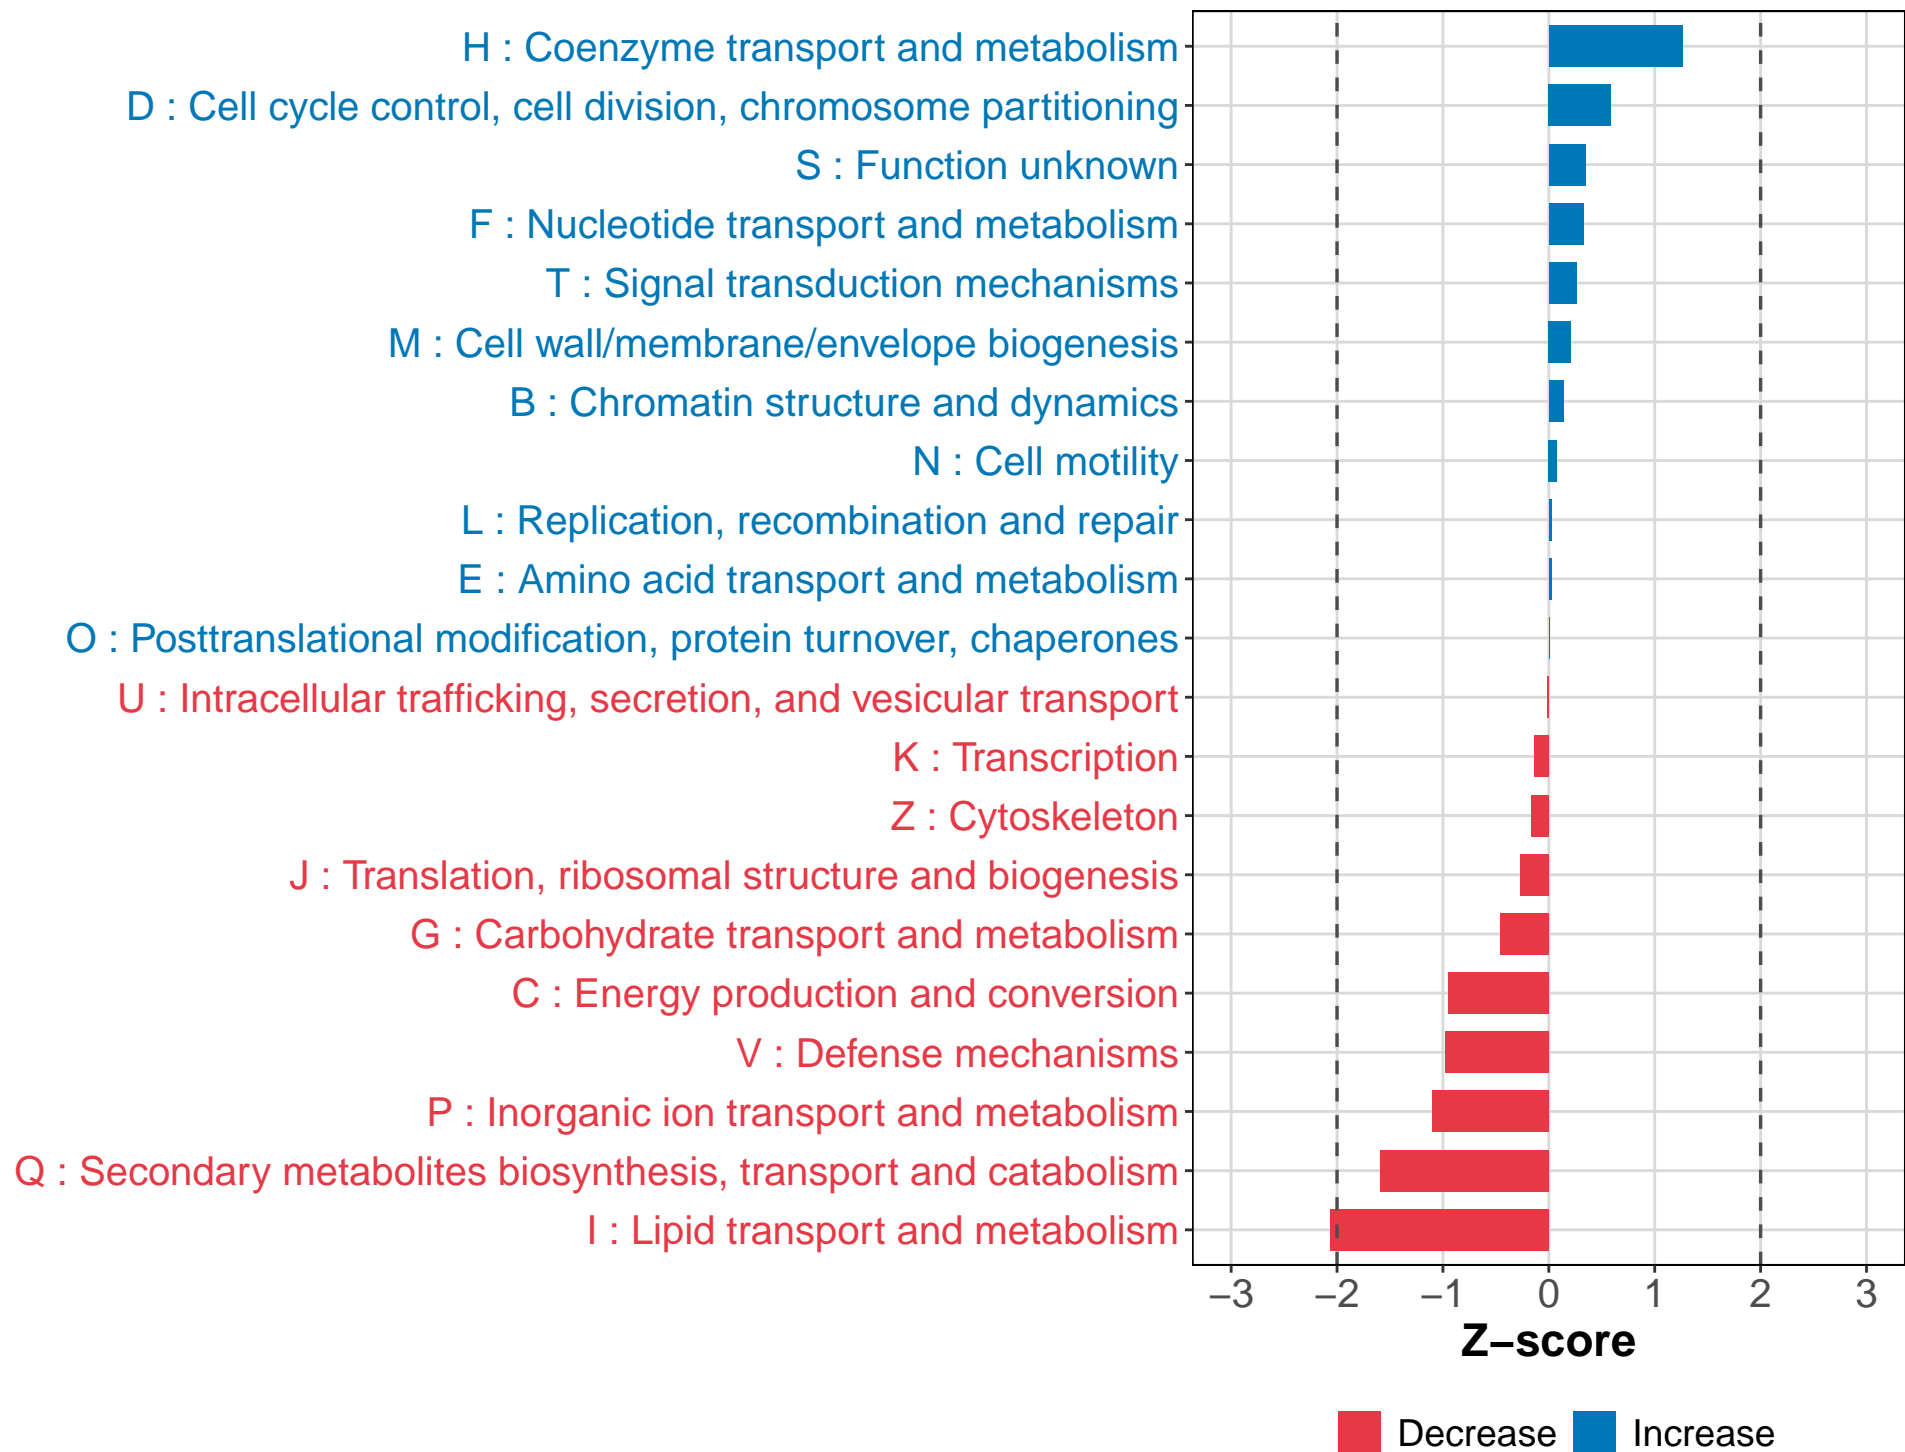 H : Coenzyme transport and metabolism
D : Cell cycle control, cell division, chromosome partitioning
S : Function unknown
F : Nucleotide transport and metabolism
T : Signal transduction mechanisms
M : Cell wall/membrane/envelope biogenesis
B : Chromatin structure and dynamics
N : Cell motility
L : Replication, recombination and repair
E : Amino acid transport and metabolism
O : Posttranslational modification, protein turnover, chaperones
U : Intracellular trafficking, secretion, and vesicular transport
K : Transcription
Z : Cytoskeleton
J : Translation, ribosomal structure and biogenesis
G : Carbohydrate transport and metabolism
C : Energy production and conversion
V : Defense mechanisms
P : Inorganic ion transport and metabolism
Q : Secondary metabolites biosynthesis, transport and catabolism
I : Lipid transport and metabolism
−3 −2 −1 0 1 2 3
Z−score
Decrease Increase